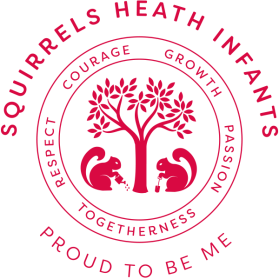 SQUIRRELS HEATH INFANTS
COURAGE
GROWTH
RESPECT
PASSION
TOGETHERNESS
PROUD TO BE ME